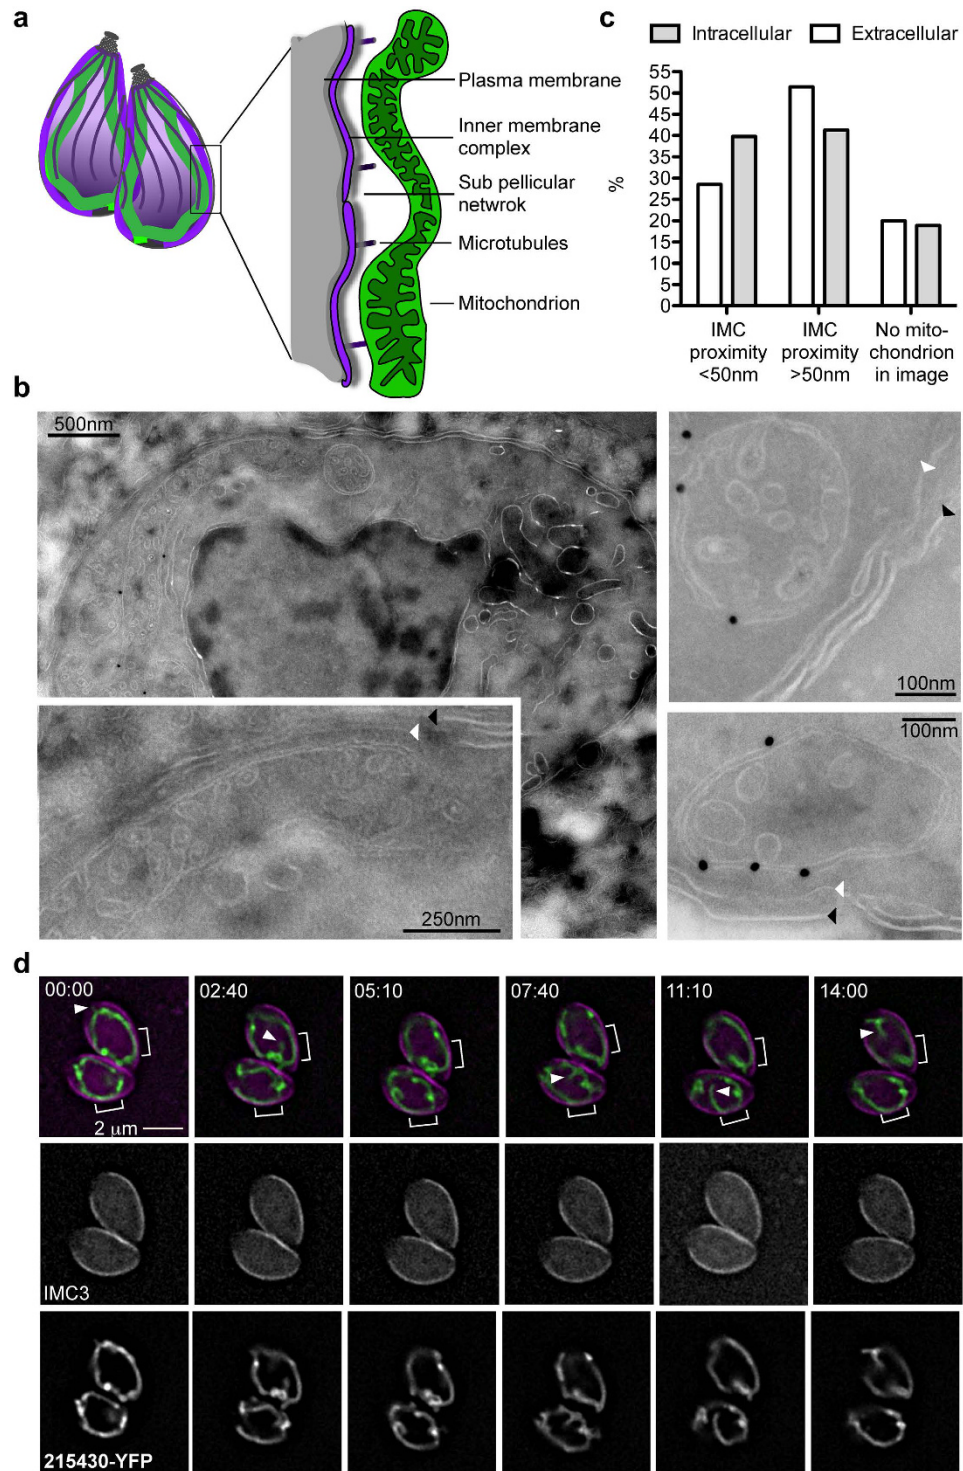 a
Plasma membrane
Inner membrane
complex
Sub pellicular
netwrok
Microtubules
Mitochondrion
c
Intracellular
Extracellular
55
50
45
40
35
30
25
20
15
10
5
0
%
IMC
proximity
<50nm
IMC
proximity
>50nm
No mito-
chondrion
in image
b
500nm
250nm
100nm
100nm
d
00:00
02:40
05:10
07:40
11:10
14:00
2 μm
IMC3
215430-YFP